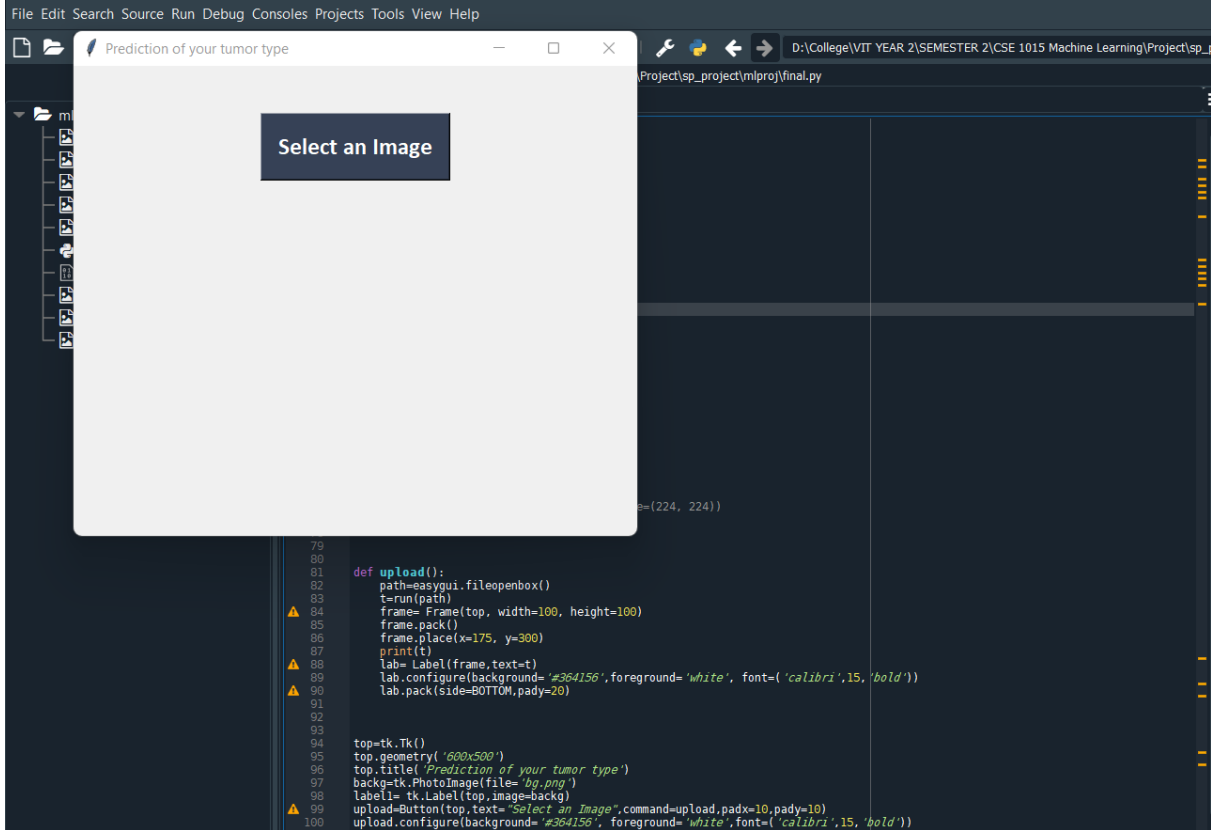 File Edit Search Source Run Debug Consoles Projects Tools View Help
Prediction of your tumor type
D:\College\VIT YEAR 2\SEMESTER 2\CSE 1015 Machine Learning\Project\sp_p
\Project\sp_project\mlproj\final.py
ml
Select an Image
e=(224, 224))
79
80
81 def upload():
82 path=easygui.fileopenbox()
83 t=run(path)
84 frame= Frame(top, width=100, height=100)
85 frame.pack()
86 frame.place(x=175, y=300)
87 print(t)
88 lab= Label(frame,text=t)
89 lab.configure(background='#364156',foreground='white', font=('calibri',15,'bold'))
90 lab.pack(side=BOTTOM,pady=20)
91
92
93
94 top=tk.Tk()
95 top.geometry('600x500')
96 top.title('Prediction of your tumor type')
97 backg=tk.PhotoImage(file='bg.png')
98 label1= tk.Label(top,image=backg)
99 upload=Button(top,text="Select an Image",command=upload,padx=10,pady=10)
100 upload.configure(background='#364156', foreground='white',font=('calibri',15,'bold'))